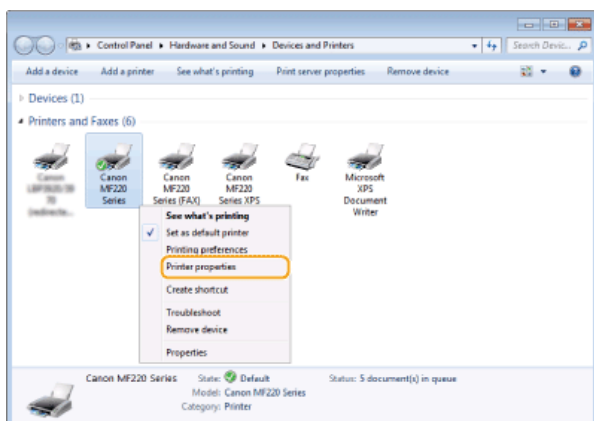 Control Panel ▸ Hardware and Sound ▸ Devices and Printers
Search Devic...
Add a device Add a printer See what's printing Print server properties Remove device
Devices (1)
Printers and Faxes (6)
Canon MF220 Series
Canon MF220 Series (FAX)
Canon MF220 Series XPS
Fax
Microsoft XPS Document Writer
See what's printing
Set as default printer
Printing preferences
Printer properties
Create shortcut
Troubleshoot
Remove device
Properties
Canon MF220 Series State: Default Status: 5 document(s) in queue
Model: Canon MF220 Series
Category: Printer